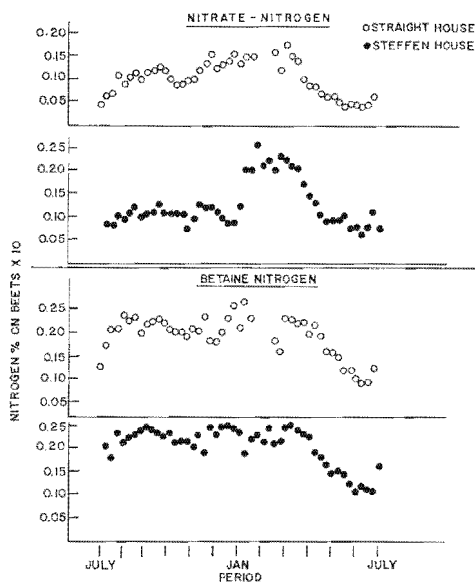 NITRATE - NITROGEN
○ STRAIGHT HOUSE
● STEFFEN HOUSE
0.20
0.15
0.10
0.05
0.25
0.20
0.15
0.10
0.05
BETAINE NITROGEN
0.25
0.20
0.15
0.10
0.25
0.20
0.15
0.10
0.05
NITROGEN % ON BEETS X 10
JULY
JAN
JULY
PERIOD